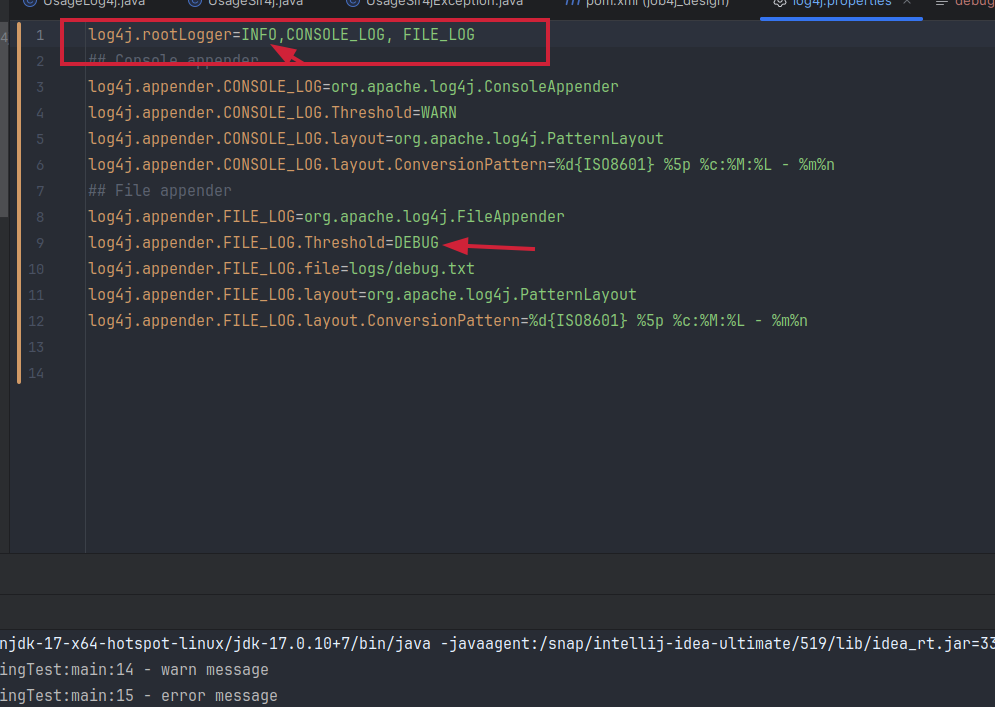 UsageLog4j.java UsageSlf4j.java UsageSlf4jException.java pom.xml (job4j_design) log4j.properties debug
4
1 log4j.rootLogger=INFO,CONSOLE_LOG, FILE_LOG
2 ## Console appender
3 log4j.appender.CONSOLE_LOG=org.apache.log4j.ConsoleAppender
4 log4j.appender.CONSOLE_LOG.Threshold=WARN
5 log4j.appender.CONSOLE_LOG.layout=org.apache.log4j.PatternLayout
6 log4j.appender.CONSOLE_LOG.layout.ConversionPattern=%d{ISO8601} %5p %c:%M:%L - %m%n
7 ## File appender
8 log4j.appender.FILE_LOG=org.apache.log4j.FileAppender
9 log4j.appender.FILE_LOG.Threshold=DEBUG
10 log4j.appender.FILE_LOG.file=logs/debug.txt
11 log4j.appender.FILE_LOG.layout=org.apache.log4j.PatternLayout
12 log4j.appender.FILE_LOG.layout.ConversionPattern=%d{ISO8601} %5p %c:%M:%L - %m%n
13
14
njdk-17-x64-hotspot-linux/jdk-17.0.10+7/bin/java -javaagent:/snap/intellij-idea-ultimate/519/lib/idea_rt.jar=33
ingTest:main:14 - warn message
ingTest:main:15 - error message